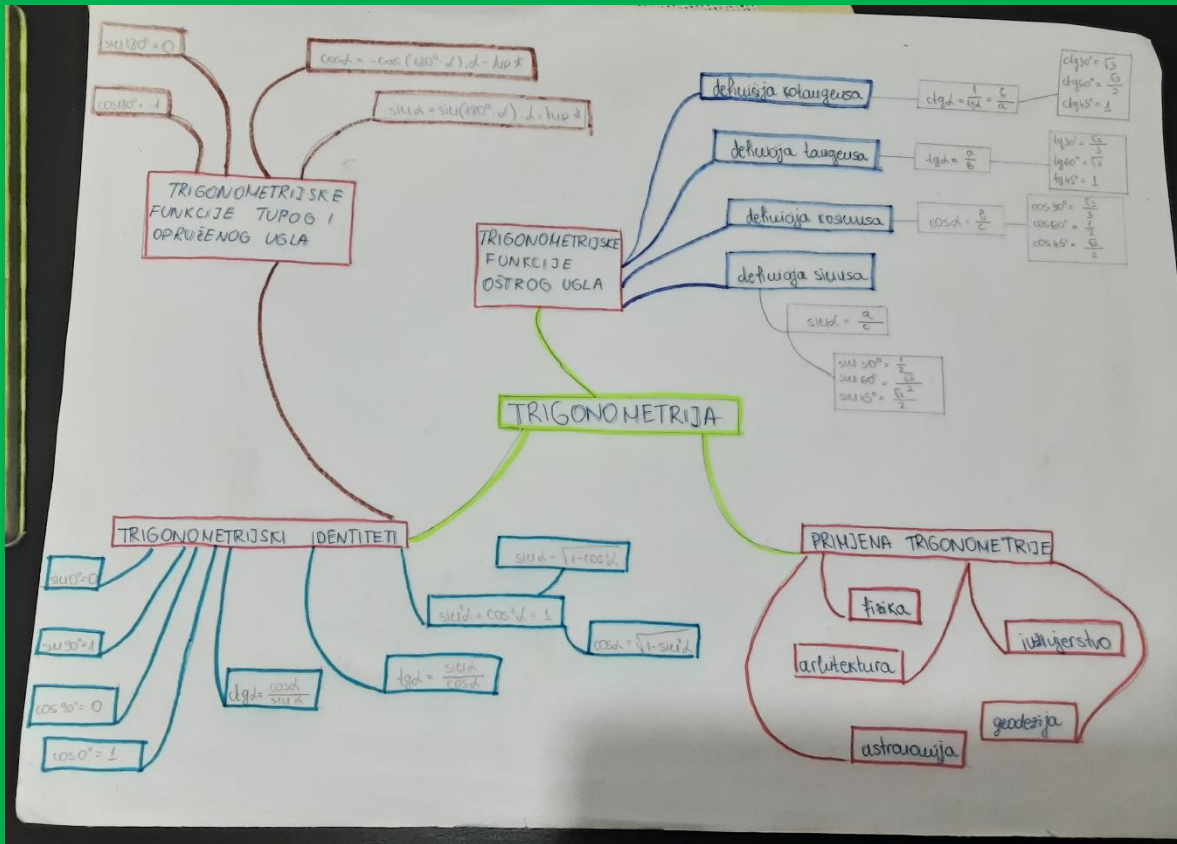 sin180° = 0
cos180° = -1
cosα = -cos (180°-α), α - tup ∢
sinα = sin(180°-α), α - tup ∢
TRIGONOMETRIJSKE
FUNKCIJE TUPOG I
OPRUŽENOG UGLA
TRIGONOMETRIJSKE
FUNKCIJE
OŠTROG UGLA
definicija kotangensa
ctgα = 1/tgα = b/a
ctg30° = √3
ctg60° = √3/2
ctg45° = 1
definicija tangensa
tgα = a/b
tg30° = √3/3
tg60° = √3
tg45° = 1
definicija kosinusa
cosα = b/c
cos30° = √3/3
cos60° = 1/2
cos45° = √2/2
definicija sinusa
sinα = a/c
sin30° = 1/2
sin60° = √3/2
sin45° = √2/2
TRIGONOMETRIJA
TRIGONOMETRIJSKI IDENTITETI
sin0°=0
sin90°=1
cos90° = 0
cos0° = 1
ctgα = cosα/sinα
tgα = sinα/cosα
sin²α + cos²α = 1
sinα = √1-cos²α
cosα = √1-sin²α
PRIMJENA TRIGONOMETRIJE
fizika
inžinjerstvo
arhitektura
geodezija
astronomija